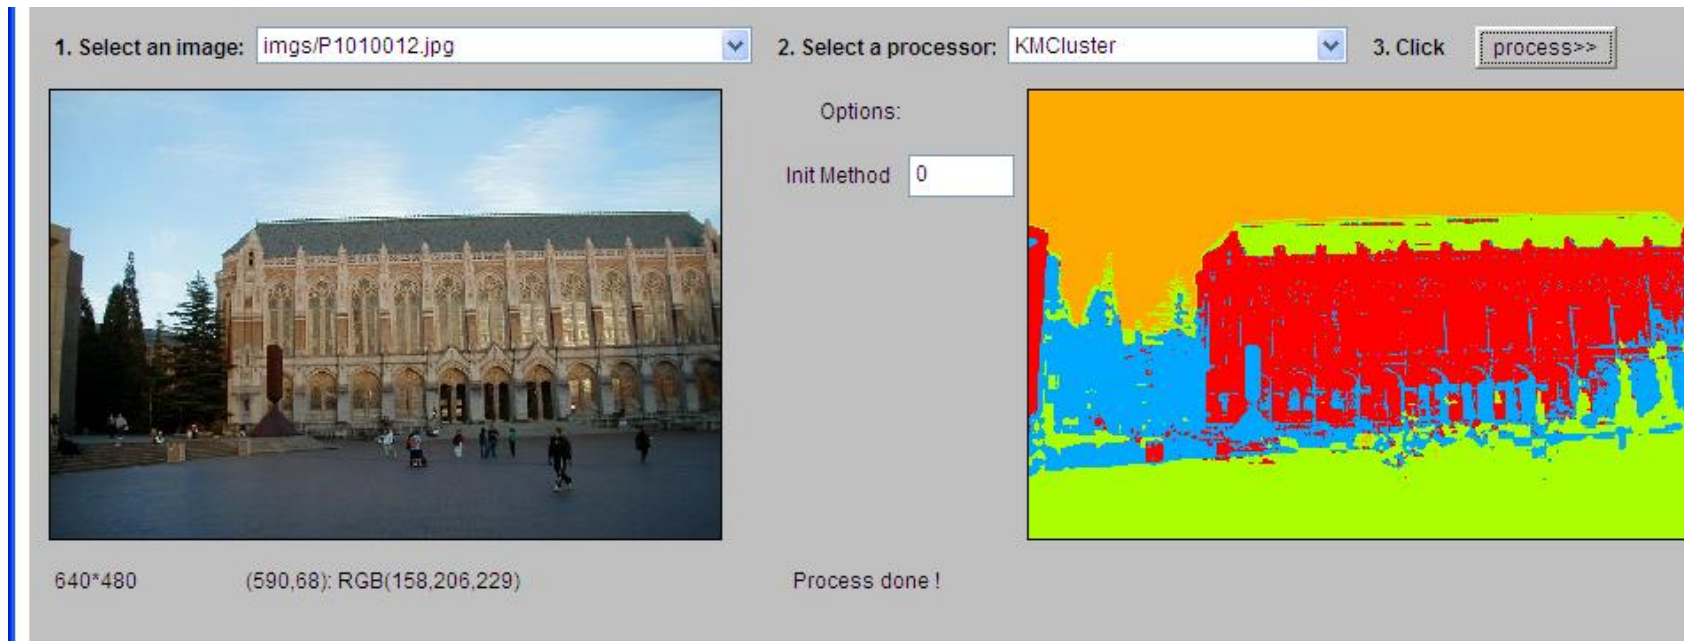 1. Select an image: imgs/P1010012.jpg 2. Select a processor: KMCluster 3. Click process>>
Options:
Init Method 0
640*480 (590,68): RGB(158,206,229) Process done !